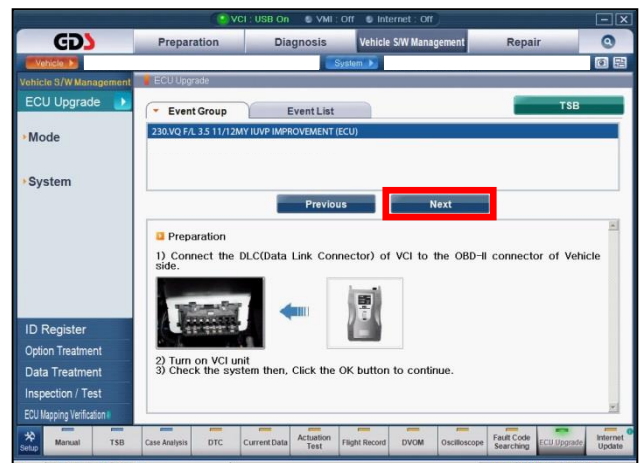 VCI : USB On VMI : Off Internet : Off
GDS Preparation Diagnosis Vehicle S/W Management Repair
Vehicle System
Vehicle S/W Management ECU Upgrade
ECU Upgrade
Event Group Event List TSB
230.VQ F/L 3.5 11/12MY IUVP IMPROVEMENT (ECU)
Mode
System
Previous Next
Preparation
1) Connect the DLC(Data Link Connector) of VCI to the OBD-II connector of Vehicle
side.
2) Turn on VCI unit
3) Check the system then, Click the OK button to continue.
ID Register
Option Treatment
Data Treatment
Inspection / Test
ECU Mapping Verification
Setup Manual TSB Case Analysis DTC Current Data Actuation Test Flight Record DVOM Oscilloscope Fault Code Searching ECU Upgrade Internet Update